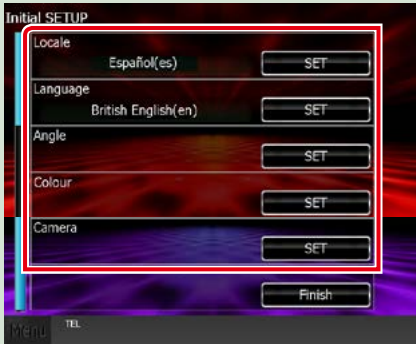 Initial SETUP
Locale
Español(es) SET
Language
British English(en) SET
Angle
SET
Colour
SET
Camera
SET
Finish
Menu TEL